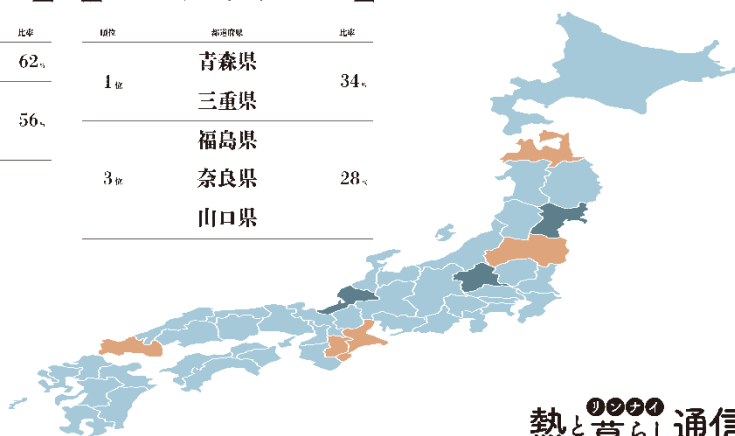 比率
62%
56%
順位 都道府県 比率
1位 青森県 34%
三重県
福島県
3位 奈良県 28%
山口県
リンナイ
熱と暮らし通信